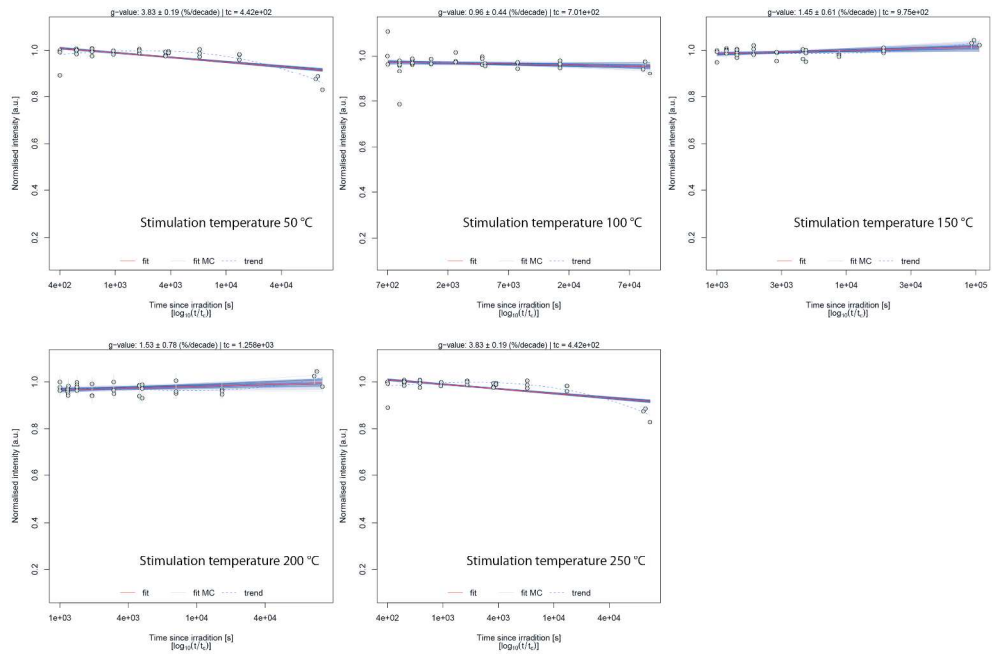 g-value: 3.83 ± 0.19 (%/decade) | tc = 4.42e+02
Normalised intensity [a.u.]
1.0
0.8
0.6
0.4
0.2
Stimulation temperature 50 °C
fit fit MC trend
4e+02 1e+03 4e+03 1e+04 4e+04
Time since irradition [s]
[log10(t/tc)]
g-value: 0.96 ± 0.44 (%/decade) | tc = 7.01e+02
Normalised intensity [a.u.]
1.0
0.8
0.6
0.4
0.2
Stimulation temperature 100 °C
fit fit MC trend
7e+02 2e+03 7e+03 2e+04 7e+04
Time since irradition [s]
[log10(t/tc)]
g-value: 1.45 ± 0.61 (%/decade) | tc = 9.75e+02
Normalised intensity [a.u.]
1.0
0.8
0.6
0.4
0.2
Stimulation temperature 150 °C
fit fit MC trend
1e+03 3e+03 1e+04 3e+04 1e+05
Time since irradition [s]
[log10(t/tc)]
g-value: 1.53 ± 0.78 (%/decade) | tc = 1.258e+03
Normalised intensity [a.u.]
1.0
0.8
0.6
0.4
0.2
Stimulation temperature 200 °C
fit fit MC trend
1e+03 4e+03 1e+04 4e+04
Time since irradition [s]
[log10(t/tc)]
g-value: 3.83 ± 0.19 (%/decade) | tc = 4.42e+02
Normalised intensity [a.u.]
1.0
0.8
0.6
0.4
0.2
Stimulation temperature 250 °C
fit fit MC trend
4e+02 1e+03 4e+03 1e+04 4e+04
Time since irradition [s]
[log10(t/tc)]